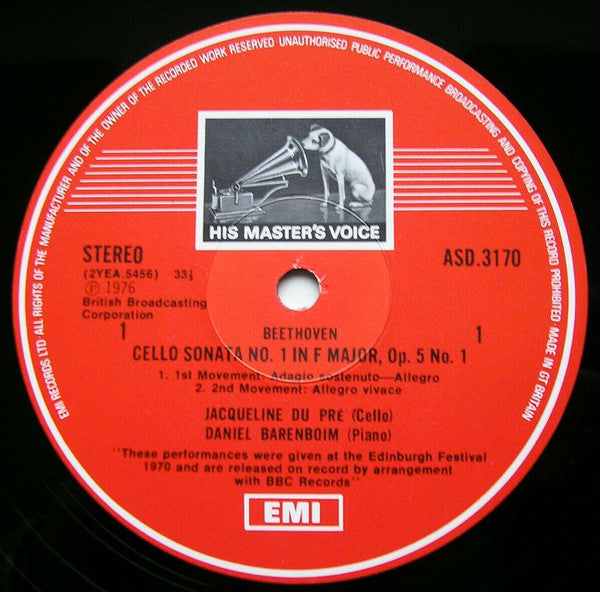 EMI RECORDS LTD · ALL RIGHTS OF THE MANUFACTURER AND OF THE OWNER OF THE RECORDED WORK RESERVED · UNAUTHORISED PUBLIC PERFORMANCE BROADCASTING AND COPYING OF THIS RECORD PROHIBITED · MADE IN GT BRITAIN
HIS MASTER'S VOICE
STEREO
ASD.3170
(2YEA.5456) 33⅓
Ⓟ 1976
British Broadcasting
Corporation
1
1
BEETHOVEN
CELLO SONATA NO. 1 IN F MAJOR, Op. 5 No. 1
1. 1st Movement: Adagio sostenuto—Allegro
2. 2nd Movement: Allegro vivace
JACQUELINE DU PRÉ (Cello)
DANIEL BARENBOIM (Piano)
"These performances were given at the Edinburgh Festival
1970 and are released on record by arrangement
with BBC Records"
EMI